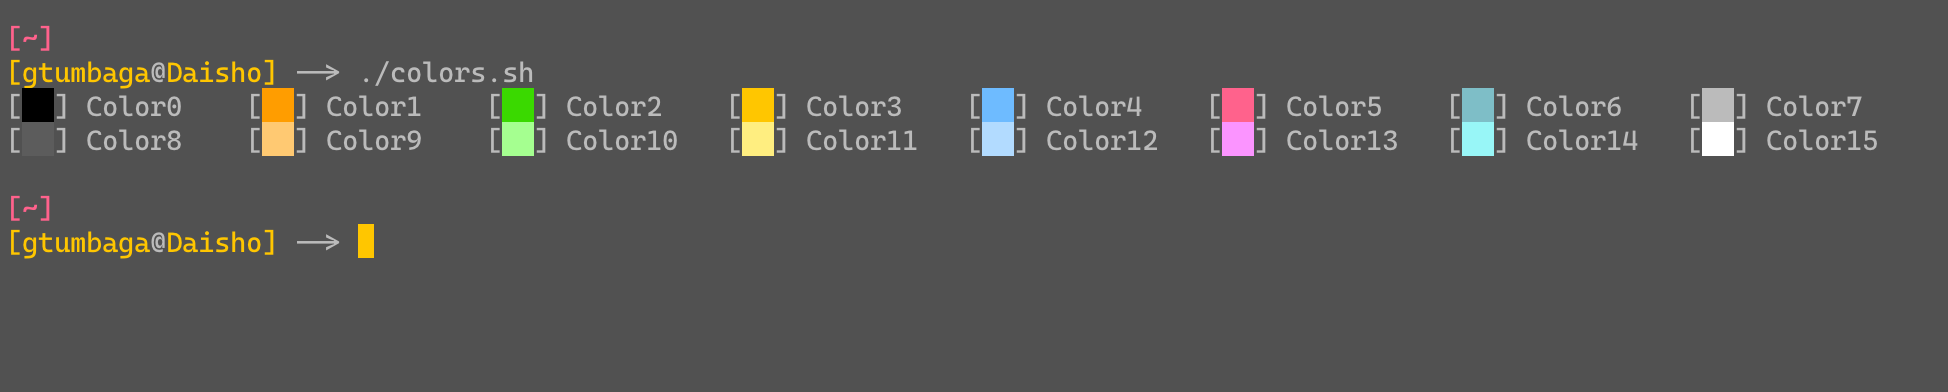 [~]
[gtumbaga@Daisho] ⟶ ./colors.sh
[ ] Color0 [ ] Color1 [ ] Color2 [ ] Color3 [ ] Color4 [ ] Color5 [ ] Color6 [ ] Color7
[ ] Color8 [ ] Color9 [ ] Color10 [ ] Color11 [ ] Color12 [ ] Color13 [ ] Color14 [ ] Color15
[~]
[gtumbaga@Daisho] ⟶